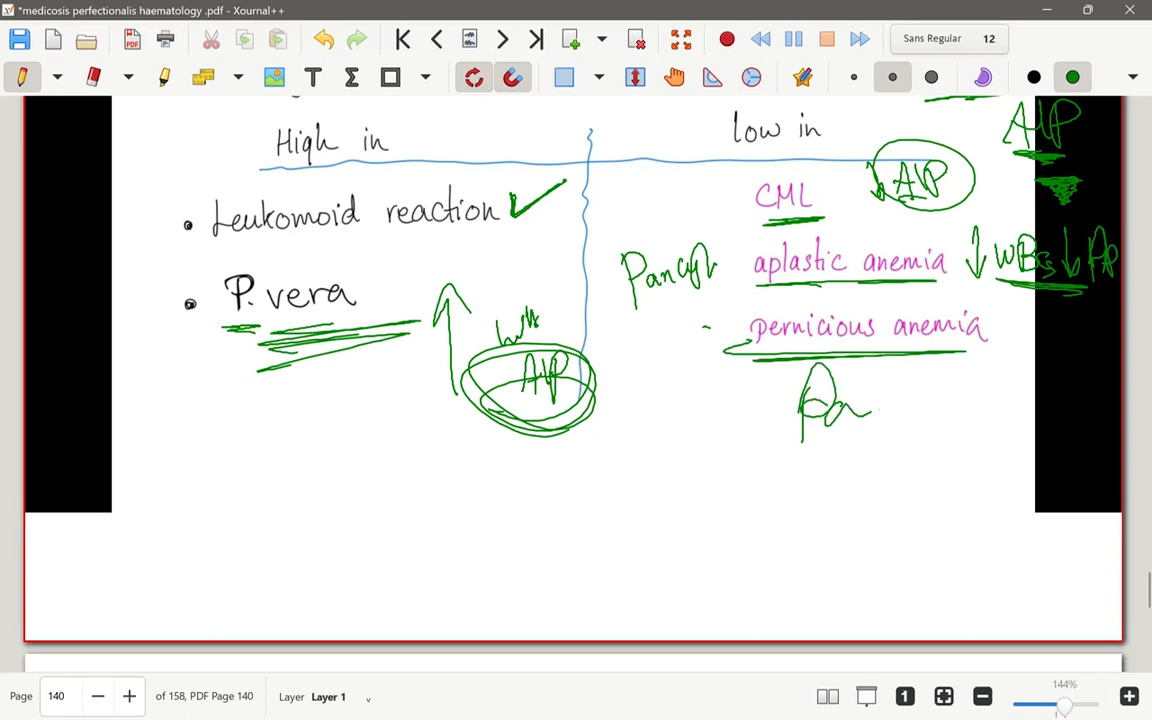 *medicosis perfectionalis haematology .pdf - Xournal++
Sans Regular 12
High in
low in
ALP
ALP
Leukomoid reaction
CML
Pancyt
aplastic anemia
WBCs
P. vera
pernicious anemia
ALP
Pa
Page 140 of 158, PDF Page 140 Layer Layer 1
144%